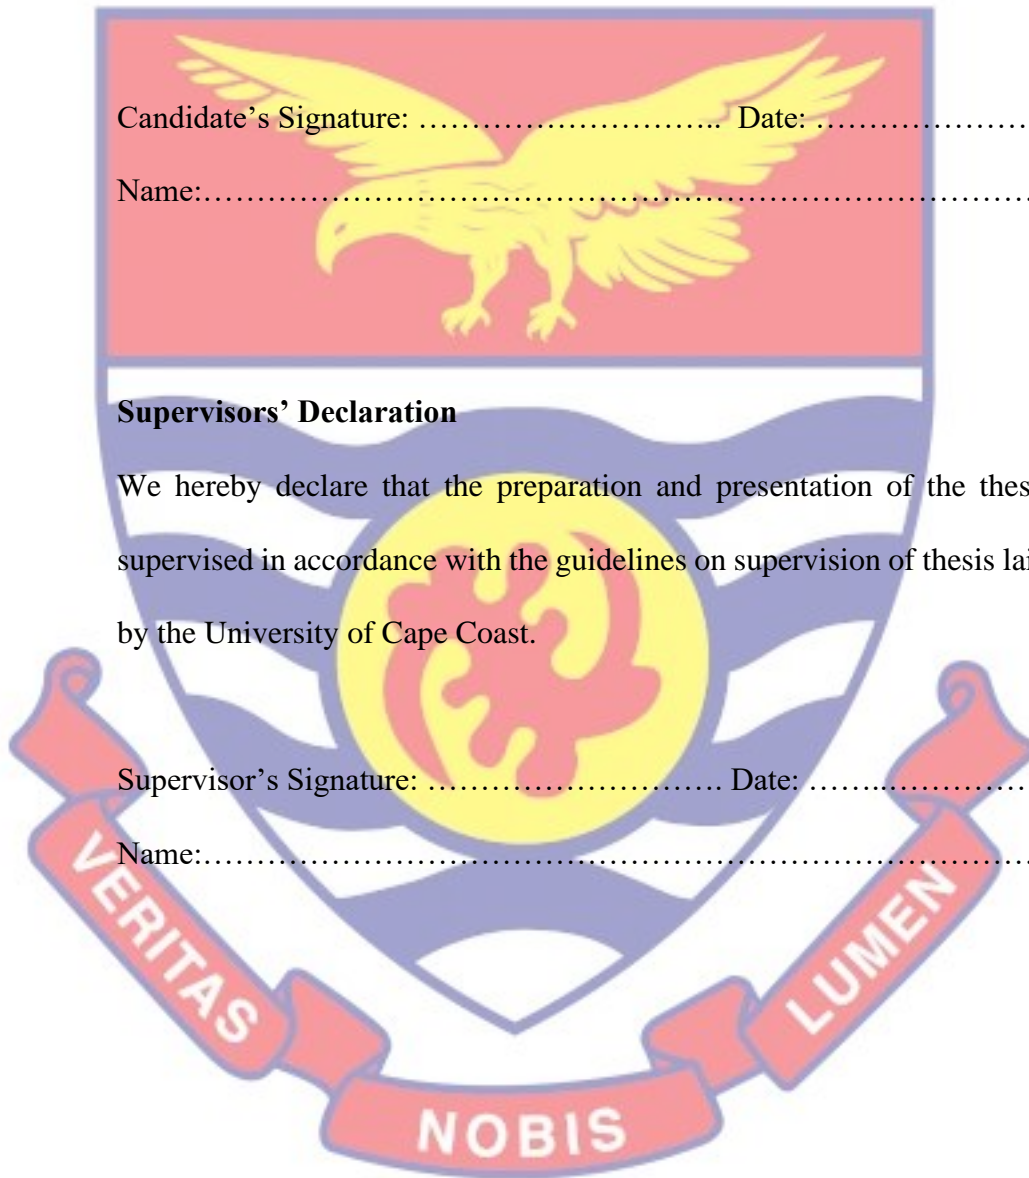 Candidate’s Signature: ……………………….. Date: …………………
Name:……………………………………………………………………
Supervisors’ Declaration
We hereby declare that the preparation and presentation of the thes
supervised in accordance with the guidelines on supervision of thesis lai
by the University of Cape Coast.
Supervisor’s Signature: ………………………. Date: ……..……………
Name:……………………………………………………………………
VERITAS
NOBIS
LUMEN